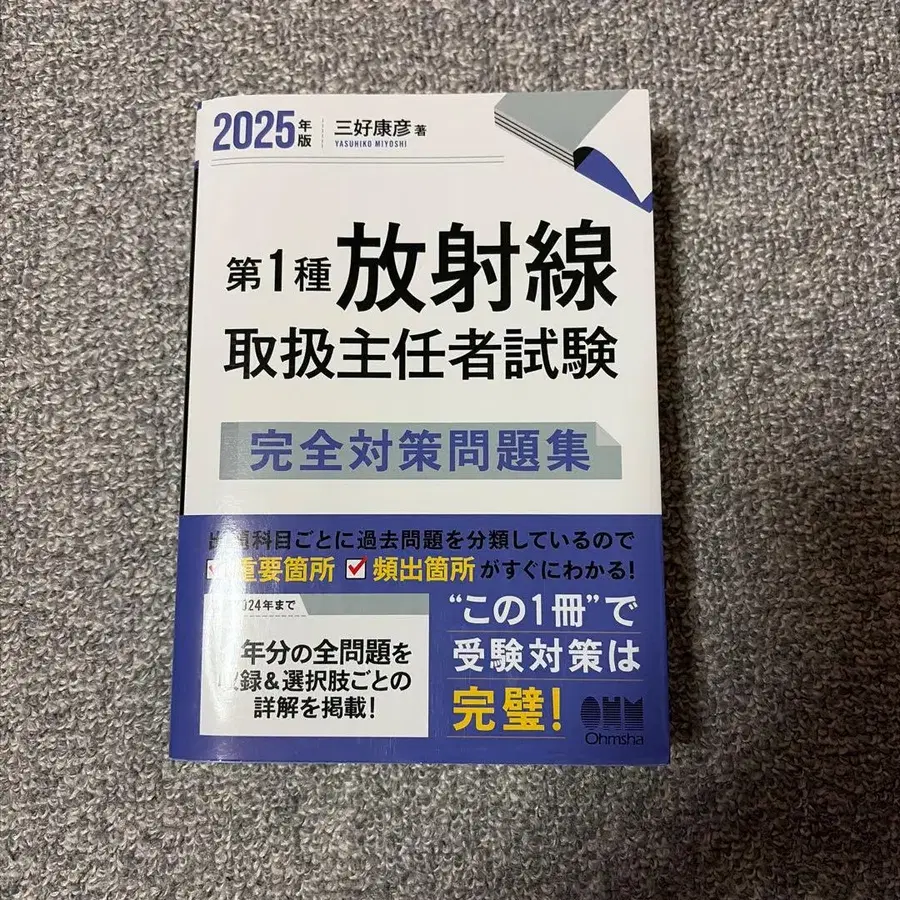 2025年版 三好康彦 著
YASUHIKO MIYOSHI
第1種 放射線
取扱主任者試験
完全対策問題集
科目ごとに過去問題を分類しているので
重要箇所 頻出箇所 がすぐにわかる!
2024年まで
年分の全問題を
収録&選択肢ごとの
詳解を掲載!
"この1冊"で
受験対策は
完璧!
OHM
Ohmsha